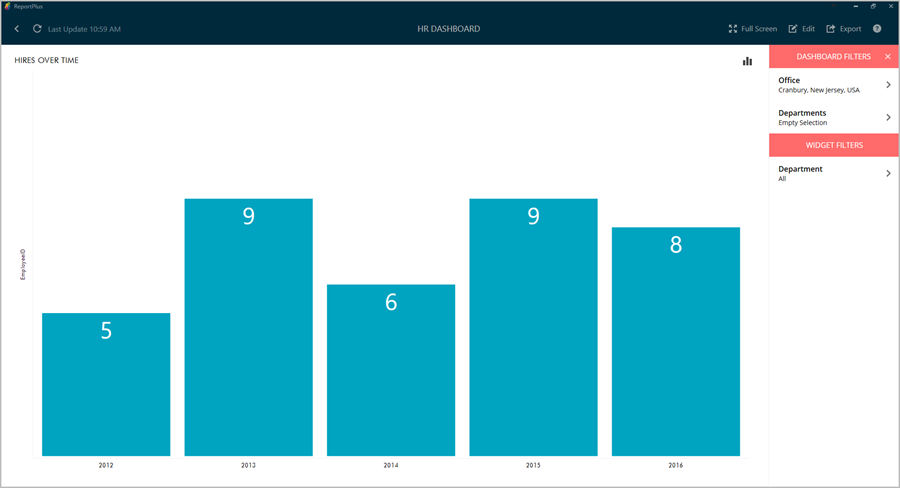 ReportPlus
Last Update 10:59 AM
HR DASHBOARD
Full Screen
Edit
Export
?
HIRES OVER TIME
DASHBOARD FILTERS
Office
Cranbury, New Jersey, USA
Departments
Empty Selection
WIDGET FILTERS
Department
All
EmployeeID
5
9
6
9
8
2012
2013
2014
2015
2016